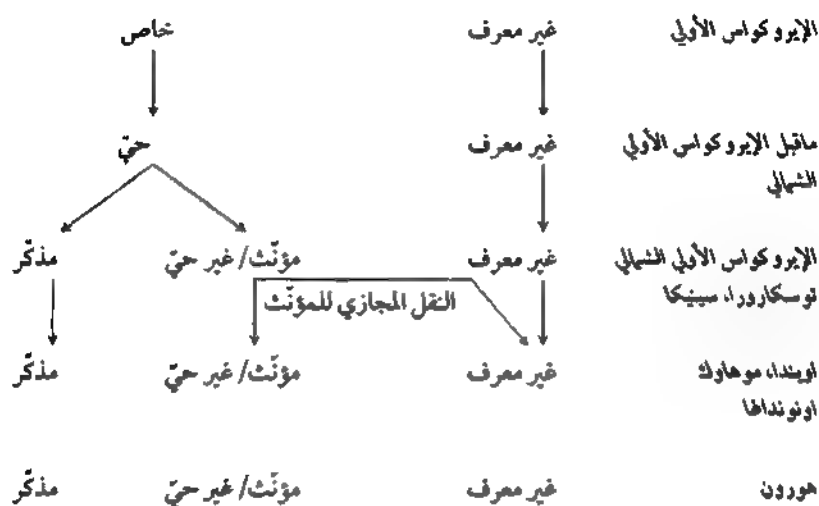 الإيروكواس الأولي غير معرف خاص
ماقبل الإيروكواس الأولي غير معرف حيّ
الشمالي
الإيروكواس الأولي الشمالي غير معرف مؤنّث/ غير حيّ مذكّر
توسكارورا، سينيكا
النقل المجازي للمؤنّث
اويندا، موهاوك غير معرف مؤنّث/ غير حيّ مذكّر
اونونداها
هورون غير معرف مؤنّث/ غير حيّ مذكّر